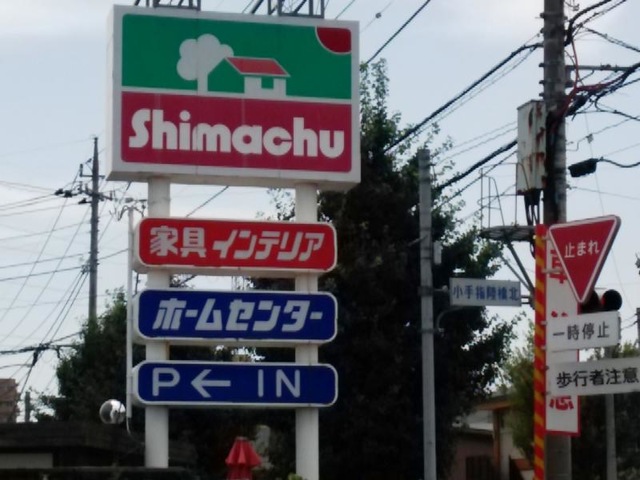 Shimachu
家具 インテリア
ホームセンター
P ← IN
小手指陸橋北
止まれ
一時停止
歩行者注意